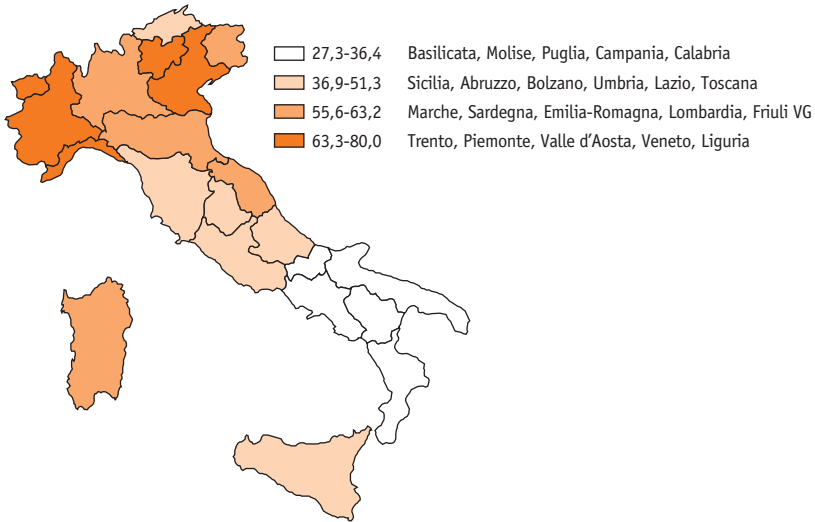 27,3-36,4 Basilicata, Molise, Puglia, Campania, Calabria
36,9-51,3 Sicilia, Abruzzo, Bolzano, Umbria, Lazio, Toscana
55,6-63,2 Marche, Sardegna, Emilia-Romagna, Lombardia, Friuli VG
63,3-80,0 Trento, Piemonte, Valle d'Aosta, Veneto, Liguria